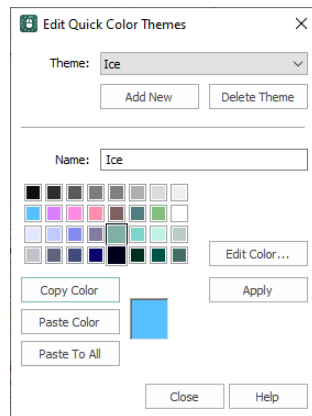 Edit Quick Color Themes
Theme: Ice
Add New Delete Theme
Name: Ice
Edit Color...
Copy Color Apply
Paste Color
Paste To All
Close Help